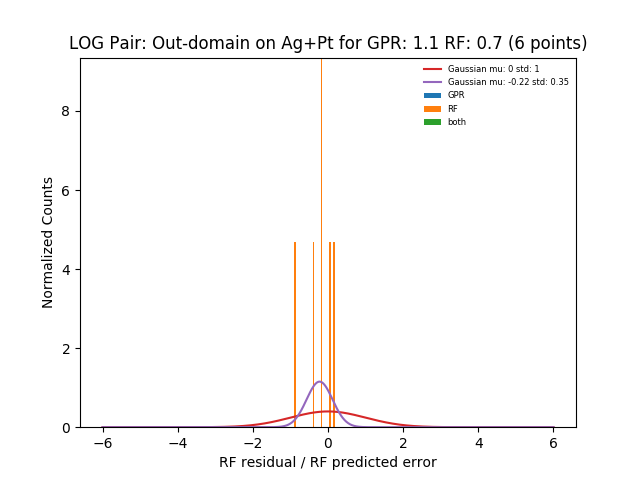 LOG Pair: Out-domain on Ag+Pt for GPR: 1.1 RF: 0.7 (6 points)
Gaussian mu: 0 std: 1
Gaussian mu: -0.22 std: 0.35
GPR
RF
both
Normalized Counts
8
6
4
2
0
−6 −4 −2 0 2 4 6
RF residual / RF predicted error